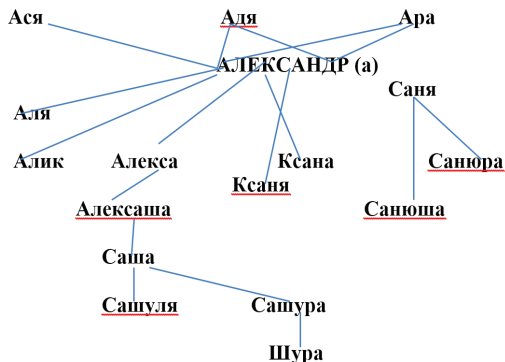 Ася Адя Ара
АЛЕКСАНДР (а)
Саня
Аля
Алик Алекса Ксана Санюра
Ксаня
Алексаша Санюша
Саша
Сашуля Сашура
Шура